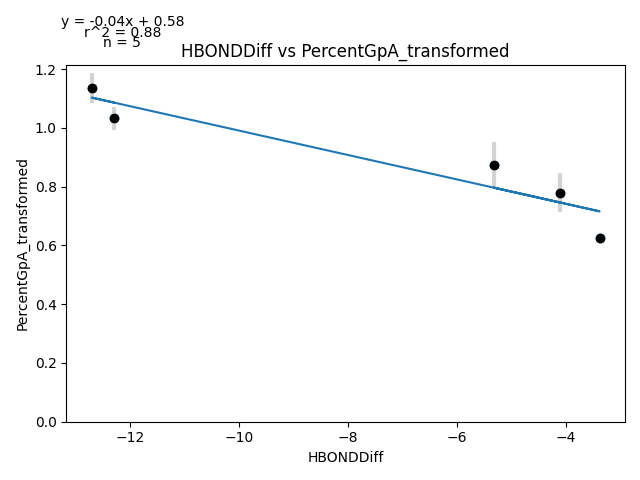 y = -0.04x + 0.58
r^2 = 0.88
n = 5
HBONDDiff vs PercentGpA_transformed
1.2
1.0
0.8
0.6
0.4
0.2
0.0
PercentGpA_transformed
−12
−10
−8
−6
−4
HBONDDiff